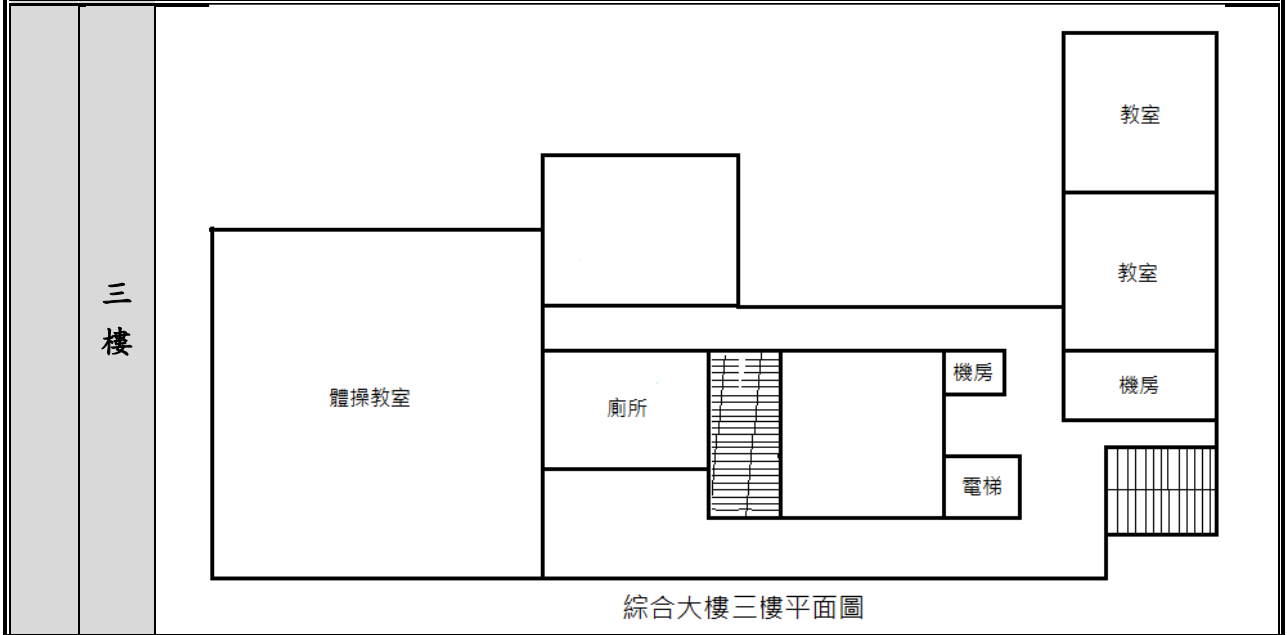 三
樓
教室
教室
體操教室
廁所
機房
機房
電梯
綜合大樓三樓平面圖